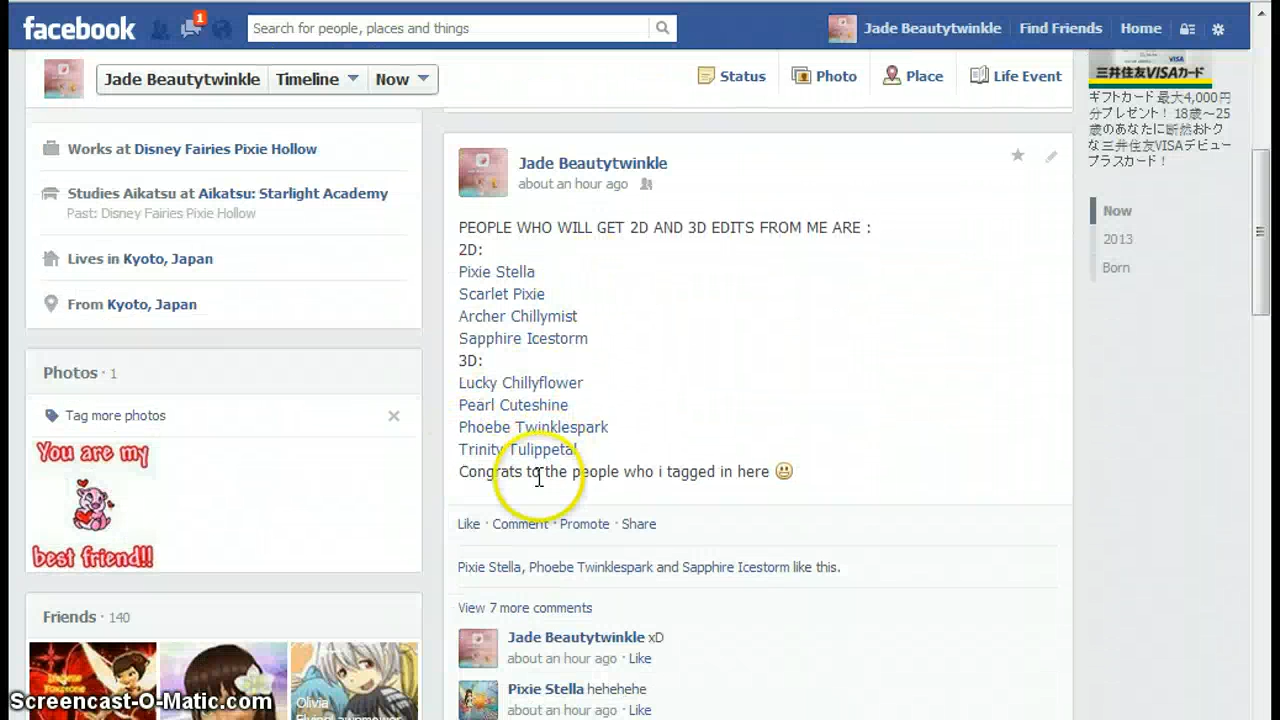 facebook
1
Search for people, places and things
Jade Beautytwinkle
Find Friends
Home
Jade Beautytwinkle
Timeline
Now
Status
Photo
Place
Life Event
Works at Disney Fairies Pixie Hollow
Studies Aikatsu at Aikatsu: Starlight Academy
Past: Disney Fairies Pixie Hollow
Lives in Kyoto, Japan
From Kyoto, Japan
Photos · 1
Tag more photos
You are my
best friend!!
Friends · 140
Olivia
Screencast-O-Matic.com
Jade Beautytwinkle
about an hour ago
PEOPLE WHO WILL GET 2D AND 3D EDITS FROM ME ARE :
2D:
Pixie Stella
Scarlet Pixie
Archer Chillymist
Sapphire Icestorm
3D:
Lucky Chillyflower
Pearl Cuteshine
Phoebe Twinklespark
Trinity Tulippetal
Congrats to the people who i tagged in here
Like · Comment · Promote · Share
Pixie Stella, Phoebe Twinklespark and Sapphire Icestorm like this.
View 7 more comments
Jade Beautytwinkle xD
about an hour ago · Like
Pixie Stella hehehehe
about an hour ago · Like
VISA
三井住友VISAカード
ギフトカード 最大4,000円
分プレゼント！ 18歳～25
歳のあなたに断然おトク
な三井住友VISAデビュー
プラスカード！
Now
2013
Born